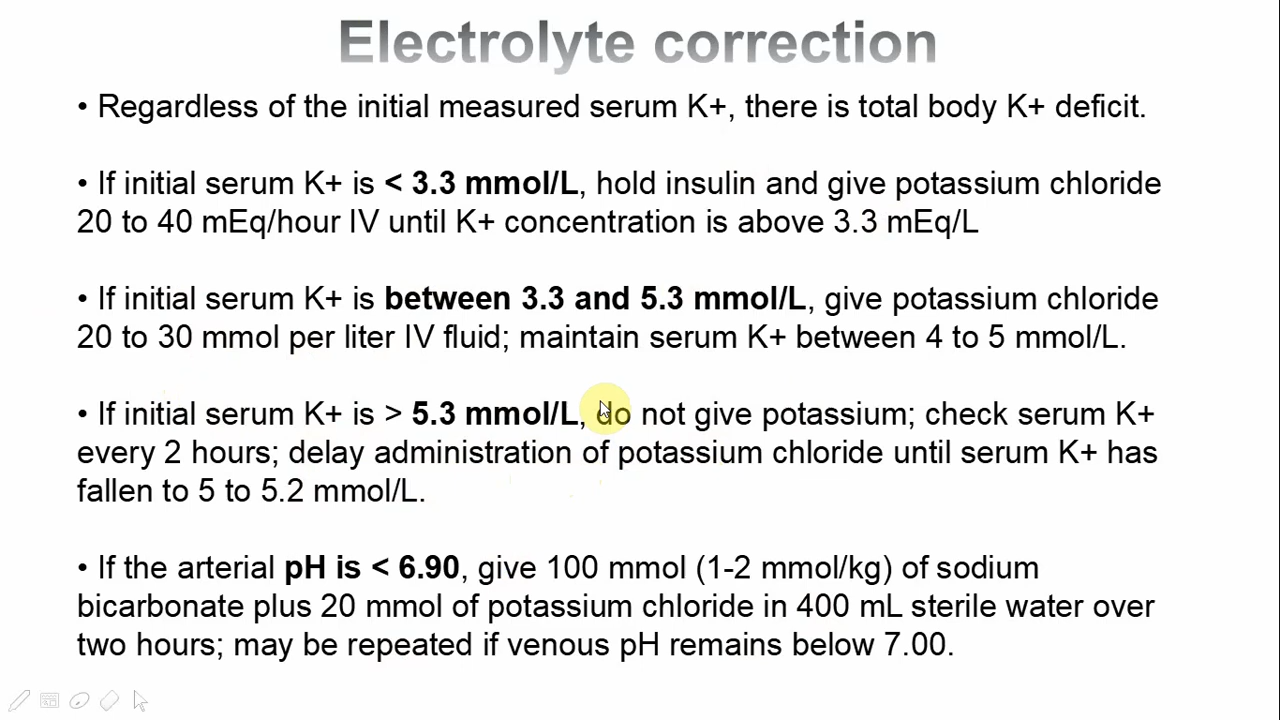 Electrolyte correction
• Regardless of the initial measured serum K+, there is total body K+ deficit.
• If initial serum K+ is < 3.3 mmol/L, hold insulin and give potassium chloride
20 to 40 mEq/hour IV until K+ concentration is above 3.3 mEq/L
• If initial serum K+ is between 3.3 and 5.3 mmol/L, give potassium chloride
20 to 30 mmol per liter IV fluid; maintain serum K+ between 4 to 5 mmol/L.
• If initial serum K+ is > 5.3 mmol/L, do not give potassium; check serum K+
every 2 hours; delay administration of potassium chloride until serum K+ has
fallen to 5 to 5.2 mmol/L.
• If the arterial pH is < 6.90, give 100 mmol (1-2 mmol/kg) of sodium
bicarbonate plus 20 mmol of potassium chloride in 400 mL sterile water over
two hours; may be repeated if venous pH remains below 7.00.